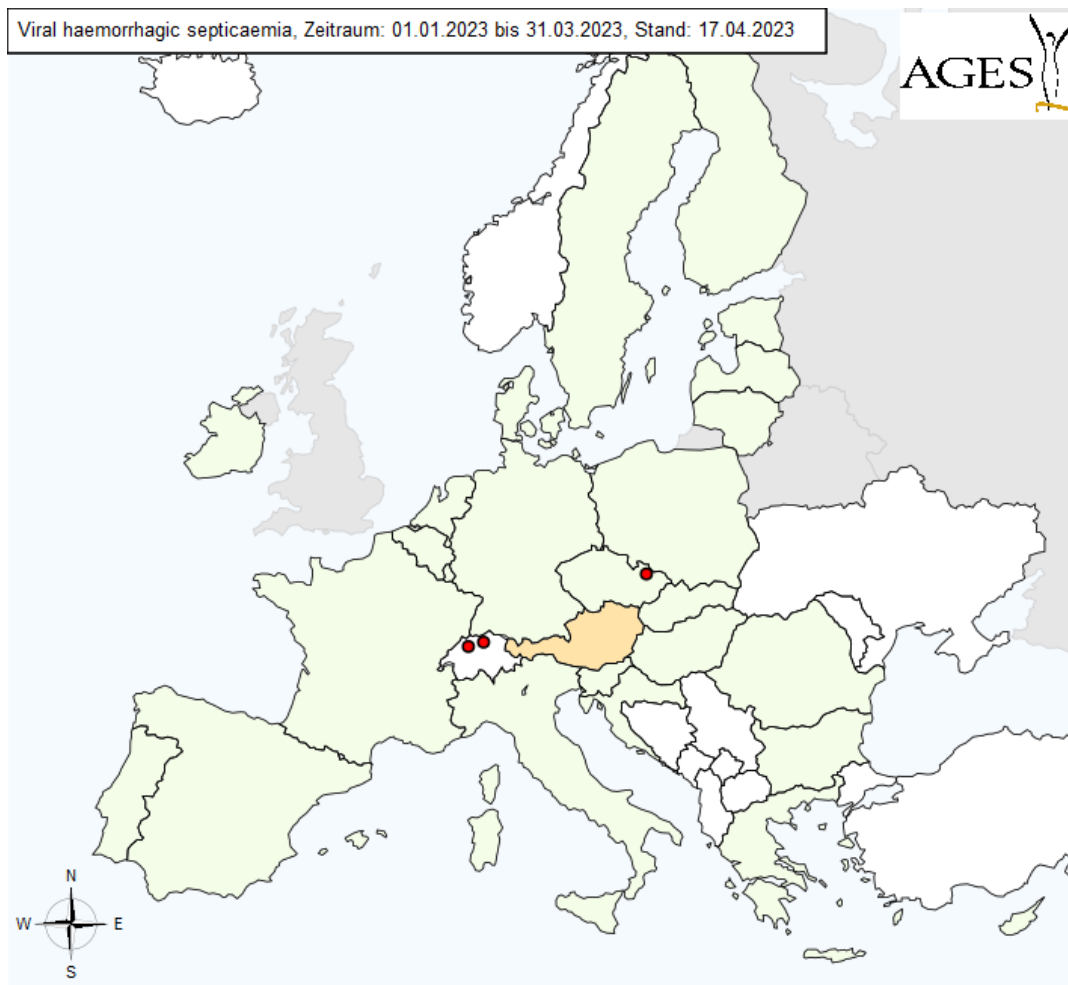 Viral haemorrhagic septicaemia, Zeitraum: 01.01.2023 bis 31.03.2023, Stand: 17.04.2023
AGES
N
W E
S